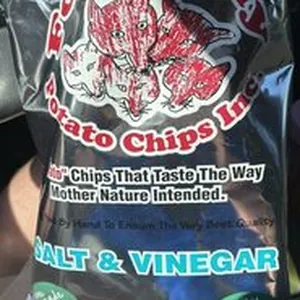 Potato Chips Inc.
Chips That Taste The Way
Mother Nature Intended.
By Hand To Ensure The Very Best Quality
SALT & VINEGAR